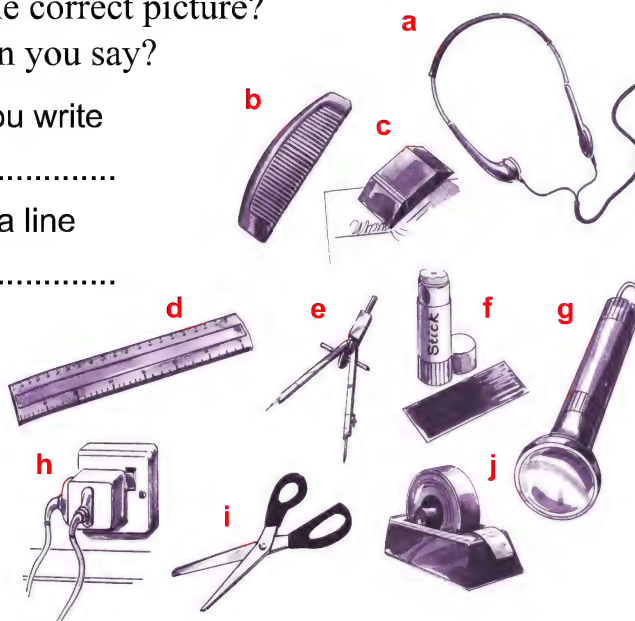 e correct picture?
n you say?
a
ou write
b
c
.............
a line
.............
d
e
f
g
Stick
h
i
j